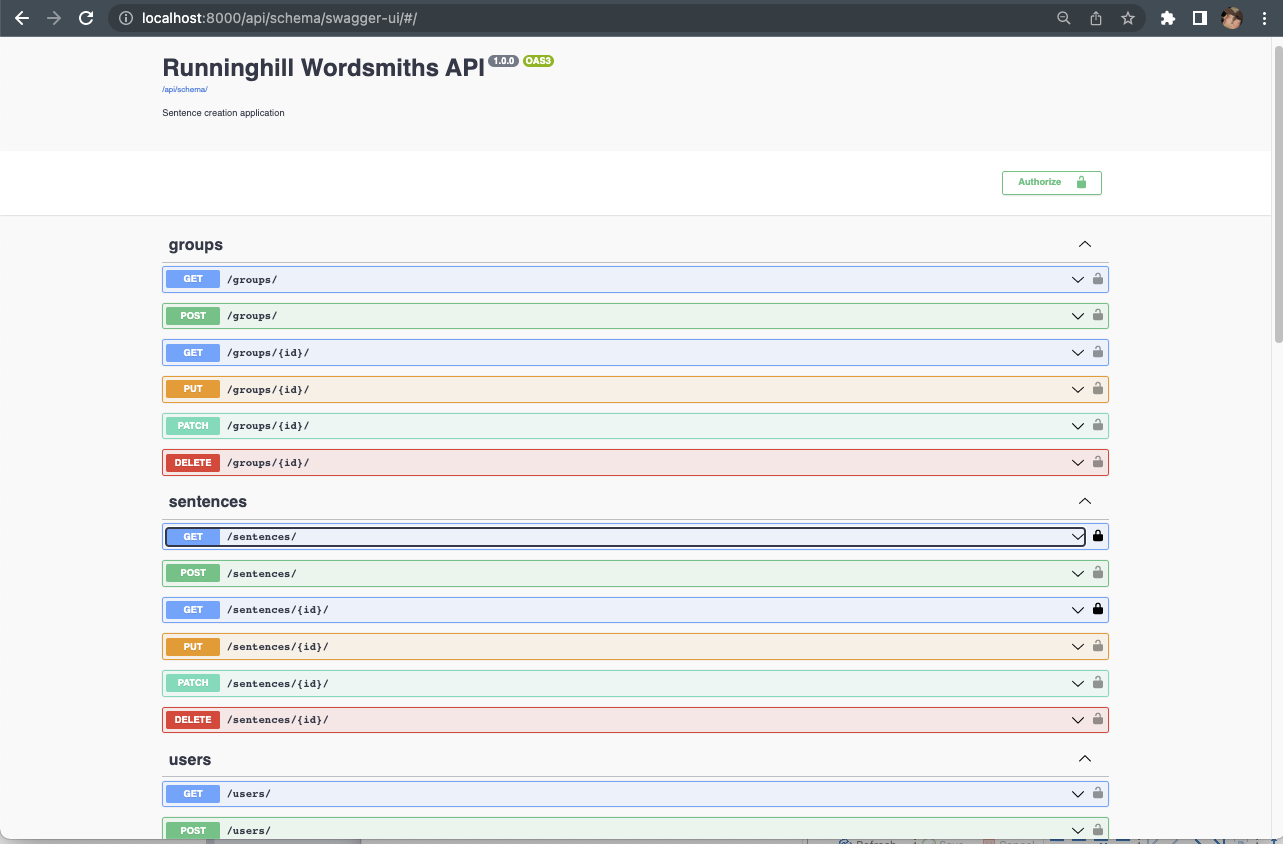 localhost:8000/api/schema/swagger-ui/#/
Runninghill Wordsmiths API 1.0.0 OAS3
/api/schema/
Sentence creation application
Authorize
groups
GET /groups/
POST /groups/
GET /groups/{id}/
PUT /groups/{id}/
PATCH /groups/{id}/
DELETE /groups/{id}/
sentences
GET /sentences/
POST /sentences/
GET /sentences/{id}/
PUT /sentences/{id}/
PATCH /sentences/{id}/
DELETE /sentences/{id}/
users
GET /users/
POST /users/
Refresh Save Cancel